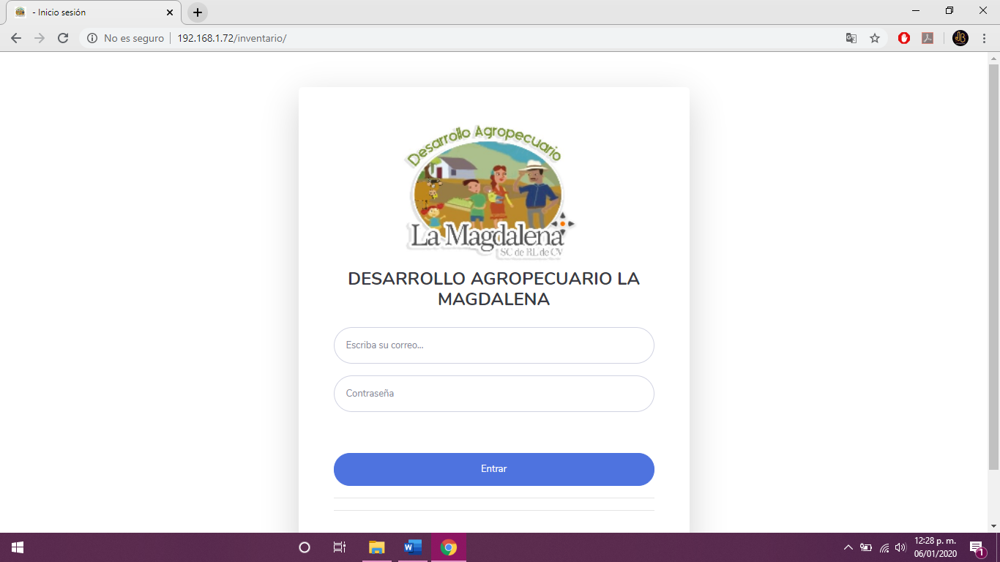 - Inicio sesión
No es seguro
192.168.1.72/inventario/
Desarrollo Agropecuario
La Magdalena
SC de RL de CV
DESARROLLO AGROPECUARIO LA
MAGDALENA
Escriba su correo...
Contraseña
Entrar
12:28 p. m.
06/01/2020
1